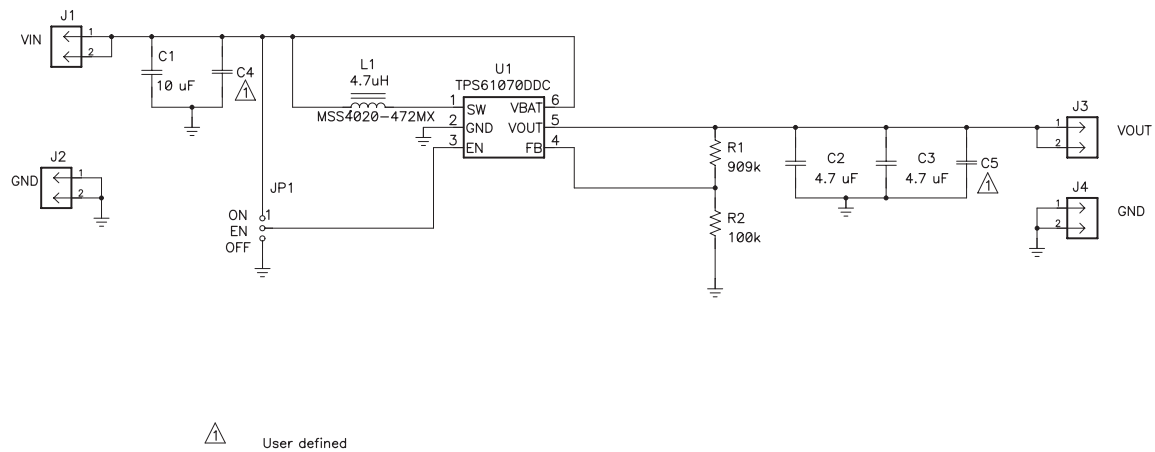 J1
VIN
1
2
C1
10 uF
C4
1
L1
4.7uH
MSS4020-472MX
U1
TPS61070DDC
1 SW VBAT 6
2 GND VOUT 5
3 EN FB 4
J2
GND
1
2
JP1
ON 1
EN
OFF
R1
909k
R2
100k
C2
4.7 uF
C3
4.7 uF
C5
1
J3
1
2
VOUT
J4
1
2
GND
1 User defined